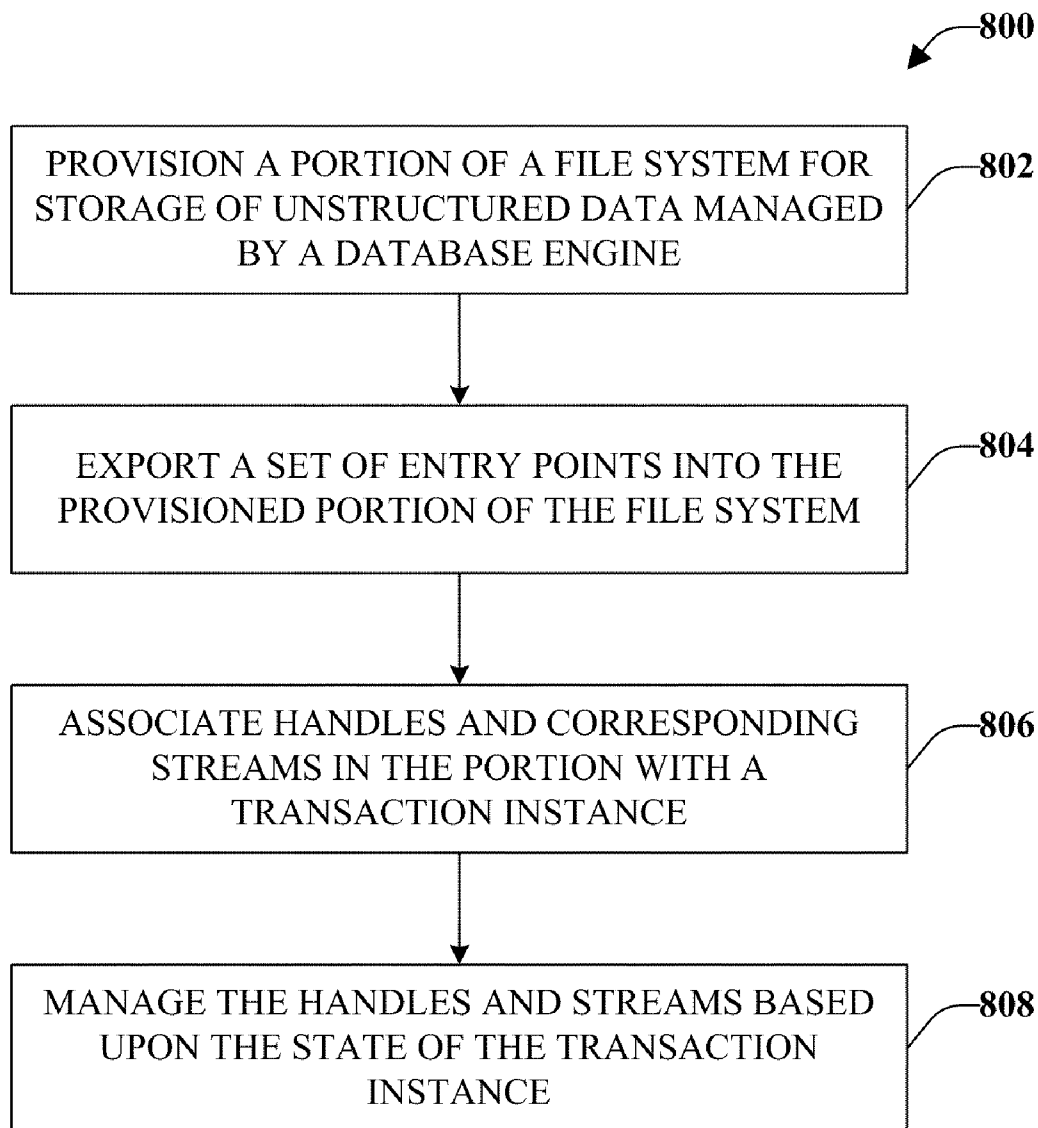 800
PROVISION A PORTION OF A FILE SYSTEM FOR
STORAGE OF UNSTRUCTURED DATA MANAGED
BY A DATABASE ENGINE
802
EXPORT A SET OF ENTRY POINTS INTO THE
PROVISIONED PORTION OF THE FILE SYSTEM
804
ASSOCIATE HANDLES AND CORRESPONDING
STREAMS IN THE PORTION WITH A
TRANSACTION INSTANCE
806
MANAGE THE HANDLES AND STREAMS BASED
UPON THE STATE OF THE TRANSACTION
INSTANCE
808